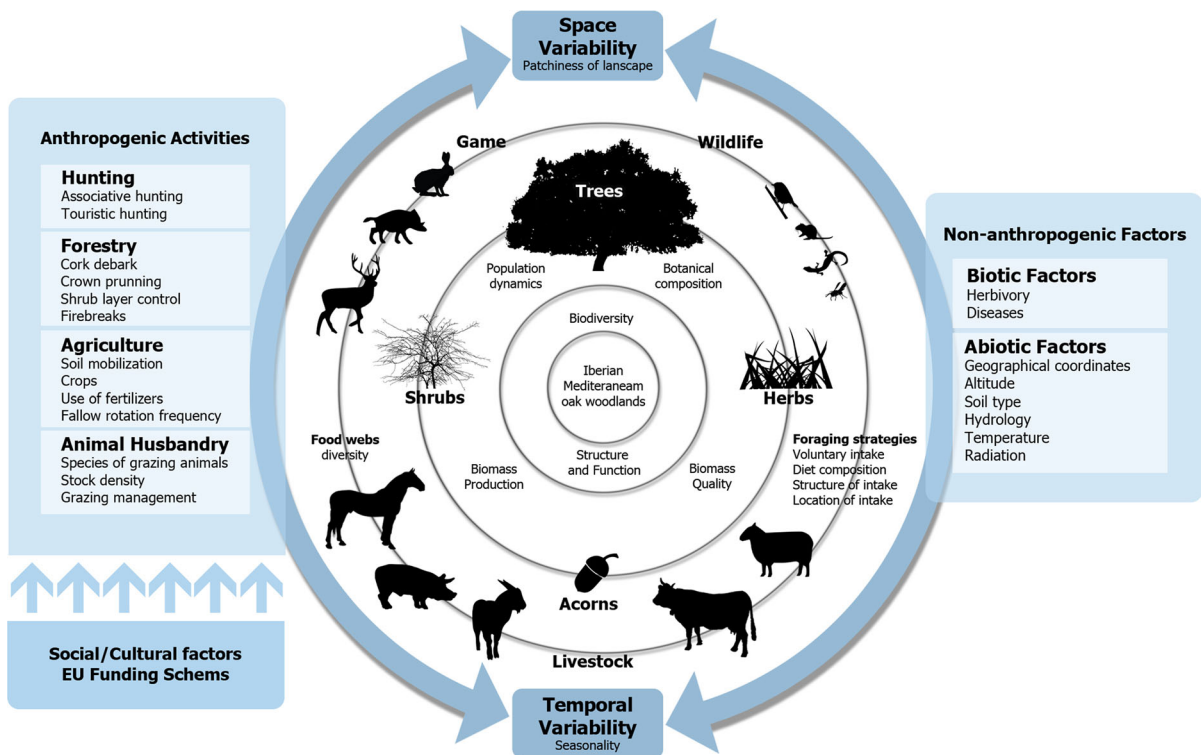 Space
Variability
Patchiness of lanscape
Anthropogenic Activities
Hunting
Associative hunting
Touristic hunting
Forestry
Cork debark
Crown prunning
Shrub layer control
Firebreaks
Agriculture
Soil mobilization
Crops
Use of fertilizers
Fallow rotation frequency
Animal Husbandry
Species of grazing animals
Stock density
Grazing management
Social/Cultural factors
EU Funding Schems
Game
Wildlife
Trees
Population
dynamics
Botanical
composition
Biodiversity
Iberian
Mediteraneam
oak woodlands
Structure
and Function
Shrubs
Herbs
Food webs
diversity
Biomass
Production
Biomass
Quality
Foraging strategies
Voluntary intake
Diet composition
Structure of intake
Location of intake
Acorns
Livestock
Temporal
Variability
Seasonality
Non-anthropogenic Factors
Biotic Factors
Herbivory
Diseases
Abiotic Factors
Geographical coordinates
Altitude
Soil type
Hydrology
Temperature
Radiation